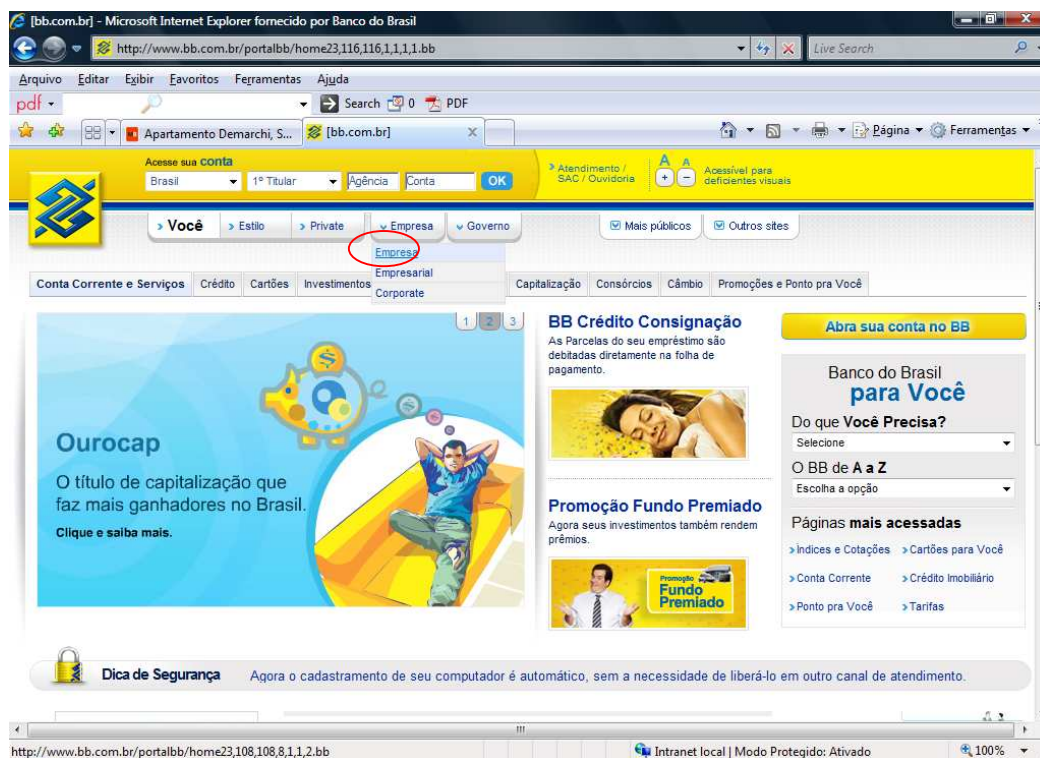 [bb.com.br] - Microsoft Internet Explorer fornecido por Banco do Brasil
http://www.bb.com.br/portalbb/home23,116,116,1,1,1,1.bb
Live Search
Arquivo Editar Exibir Favoritos Ferramentas Ajuda
pdf Search 0 PDF
Apartamento Demarchi, S... [bb.com.br] X Página Ferramentas
Acesse sua conta
Brasil 1º Titular Agência Conta OK
Atendimento /
SAC / Ouvidoria
A A
+ -
Acessível para
deficientes visuais
Você Estilo Private Empresa Governo Mais públicos Outros sites
Empresa
Empresarial
Corporate
Conta Corrente e Serviços Crédito Cartões Investimentos Capitalização Consórcios Câmbio Promoções e Ponto pra Você
1 2 3
Ourocap
O título de capitalização que
faz mais ganhadores no Brasil.
Clique e saiba mais.
BB Crédito Consignação
As Parcelas do seu empréstimo são
debitadas diretamente na folha de
pagamento.
Promoção Fundo Premiado
Agora seus investimentos também rendem
prêmios.
Promoção
Fundo
Premiado
Abra sua conta no BB
Banco do Brasil
para Você
Do que Você Precisa?
Selecione
O BB de A a Z
Escolha a opção
Páginas mais acessadas
Índices e Cotações Cartões para Você
Conta Corrente Crédito Imobiliário
Ponto pra Você Tarifas
Dica de Segurança Agora o cadastramento de seu computador é automático, sem a necessidade de liberá-lo em outro canal de atendimento.
http://www.bb.com.br/portalbb/home23,108,108,8,1,1,2.bb Intranet local | Modo Protegido: Ativado 100%